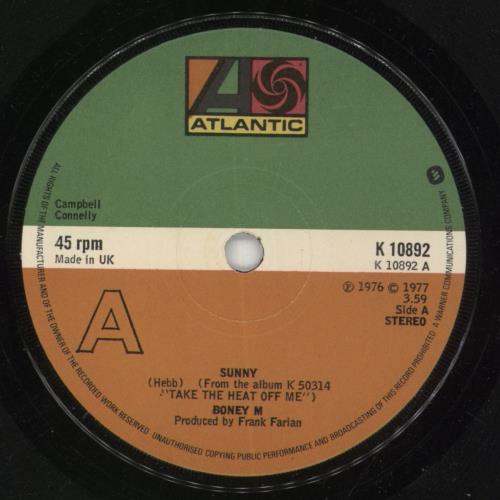 ATLANTIC
Campbell
Connelly
45 rpm
Made in UK
K 10892
K 10892 A
℗ 1976 © 1977
3.59
Side A
STEREO
A
SUNNY
(Hebb) (From the album K 50314
"TAKE THE HEAT OFF ME")
BONEY M
Produced by Frank Farian
ALL RIGHTS OF THE MANUFACTURER AND OF THE OWNER OF THE RECORDED WORK RESERVED. UNAUTHORISED COPYING PUBLIC PERFORMANCE AND BROADCASTING OF THIS RECORD PROHIBITED. A WARNER COMMUNICATIONS COMPANY